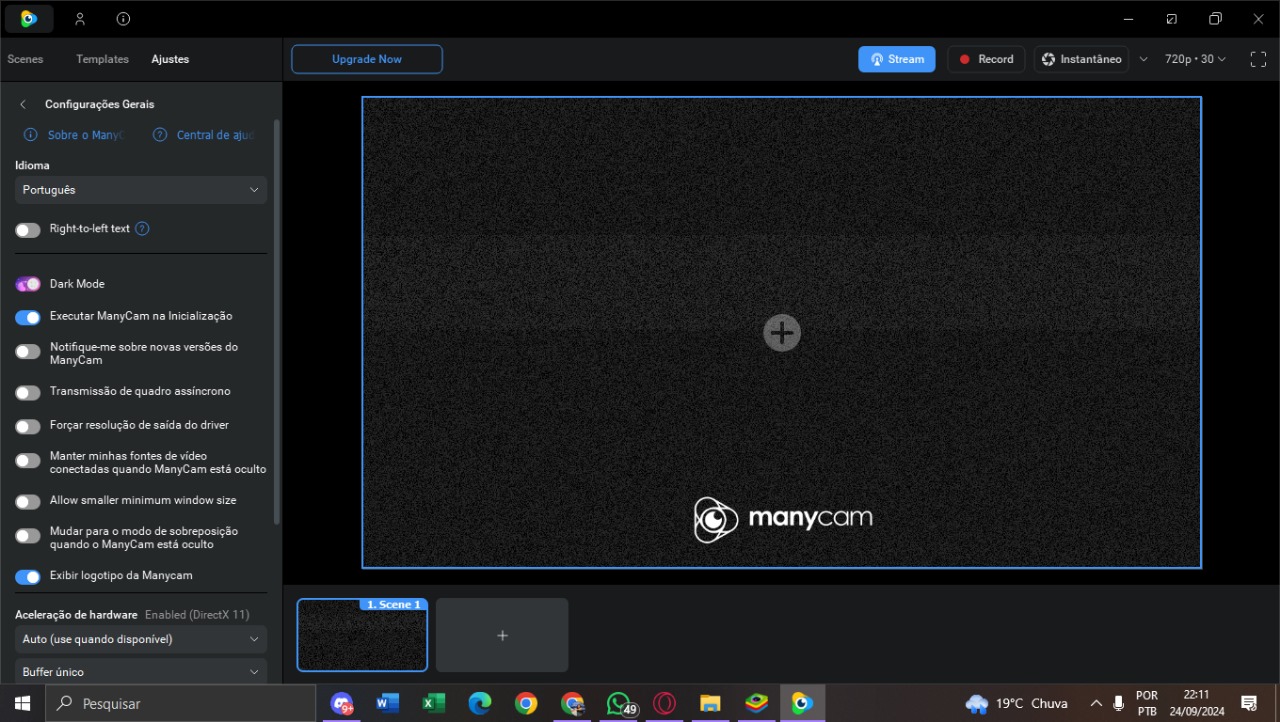 Scenes Templates Ajustes
Upgrade Now
Stream
Record
Instantâneo
720p • 30
Configurações Gerais
Sobre o ManyC
Central de ajud
Idioma
Português
Right-to-left text ?
Dark Mode
Executar ManyCam na Inicialização
Notifique-me sobre novas versões do
ManyCam
Transmissão de quadro assíncrono
Forçar resolução de saída do driver
Manter minhas fontes de vídeo
conectadas quando ManyCam está oculto
Allow smaller minimum window size
Mudar para o modo de sobreposição
quando o ManyCam está oculto
Exibir logotipo da Manycam
Aceleração de hardware Enabled (DirectX 11)
Auto (use quando disponível)
Buffer único
manycam
1. Scene 1
Pesquisar
9+
49
19°C Chuva
POR
PTB
22:11
24/09/2024